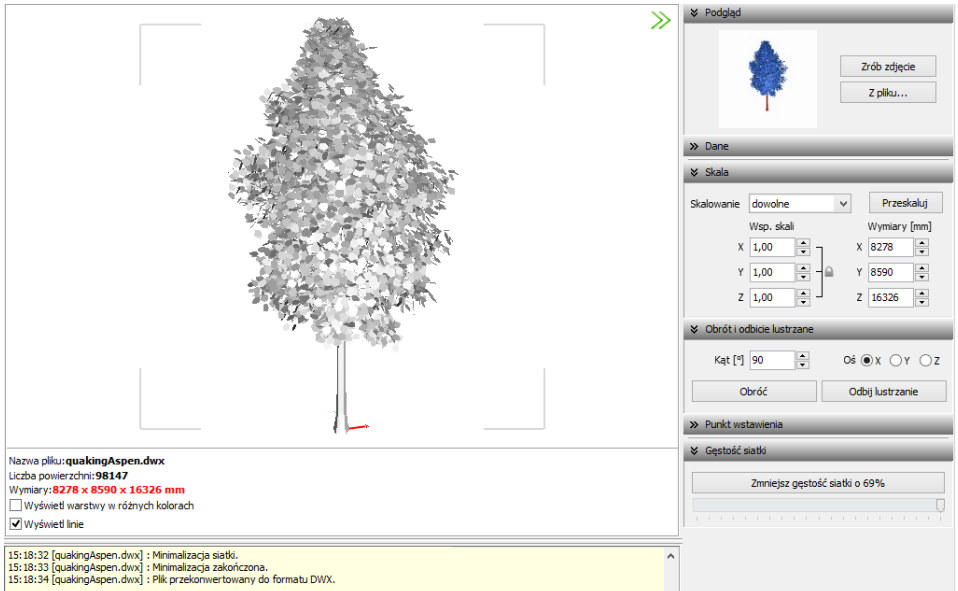 Podgląd
Zrób zdjęcie
Z pliku...
Dane
Skala
Skalowanie dowolne Przeskaluj
Wsp. skali Wymiary [mm]
X 1,00 X 8278
Y 1,00 Y 8590
Z 1,00 Z 16326
Obrót i odbicie lustrzane
Kąt [º] 90 Oś X Y Z
Obróć Odbij lustrzanie
Punkt wstawienia
Gęstość siatki
Zmniejsz gęstość siatki o 69%
Nazwa pliku:quakingAspen.dwx
Liczba powierzchni:98147
Wymiary:8278 x 8590 x 16326 mm
Wyświetl warstwy w różnych kolorach
Wyświetl linie
15:18:32 [quakingAspen.dwx] : Minimalizacja siatki.
15:18:33 [quakingAspen.dwx] : Minimalizacja zakończona.
15:18:34 [quakingAspen.dwx] : Plik przekonwertowany do formatu DWX.